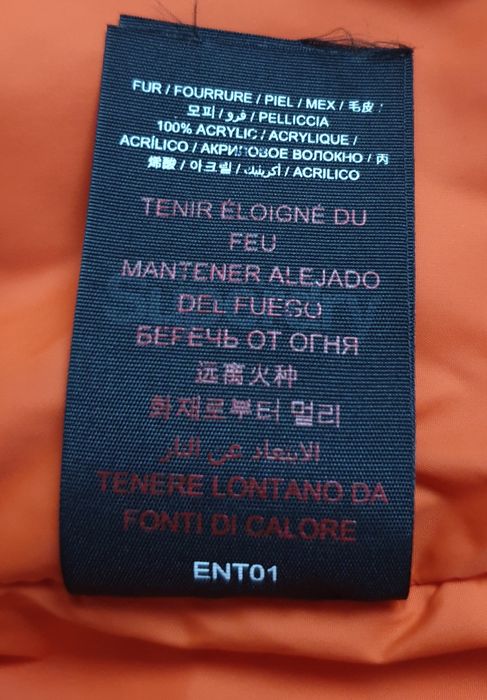 FUR / FOURRURE / PIEL / MEX / 毛皮 :
모피 / فرو / PELLICCIA
100% ACRYLIC / ACRYLIQUE /
ACRÍLICO / АКРИЛОВОЕ ВОЛОКНО / 丙
烯酸 / 아크릴 / أكريليك / ACRILICO
TENIR ÉLOIGNÉ DU
FEU
MANTENER ALEJADO
DEL FUEGO
БЕРЕЧЬ ОТ ОГНЯ
远离火种
화재로부터 멀리
الابتعاد عن النار
TENERE LONTANO DA
FONTI DI CALORE
ENT01